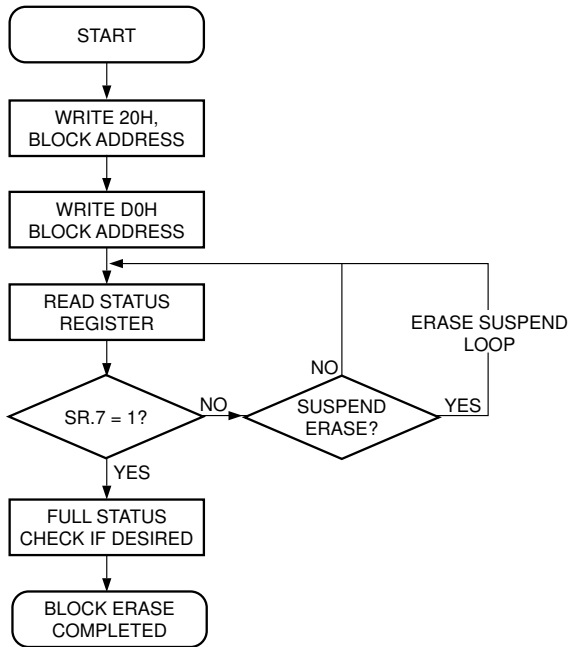 START
WRITE 20H,
BLOCK ADDRESS
WRITE D0H
BLOCK ADDRESS
READ STATUS
REGISTER
ERASE SUSPEND
LOOP
NO
SR.7 = 1?
NO
SUSPEND
ERASE?
YES
YES
FULL STATUS
CHECK IF DESIRED
BLOCK ERASE
COMPLETED